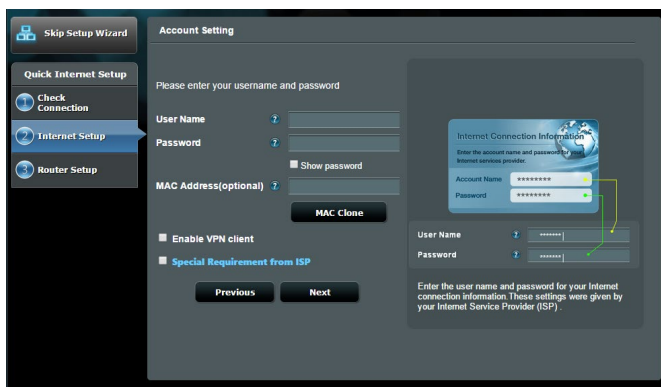 Skip Setup Wizard
Quick Internet Setup
1 Check
Connection
2 Internet Setup
3 Router Setup
Account Setting
Please enter your username and password
User Name ?
Password ?
Show password
MAC Address(optional) ?
MAC Clone
Enable VPN client
Special Requirement from ISP
Previous Next
Internet Connection Information
Enter the account name and password for your
Internet services provider.
Account Name ********
Password ********
User Name ? *******|
Password ? *******|
Enter the user name and password for your Internet
connection information.These settings were given by
your Internet Service Provider (ISP) .